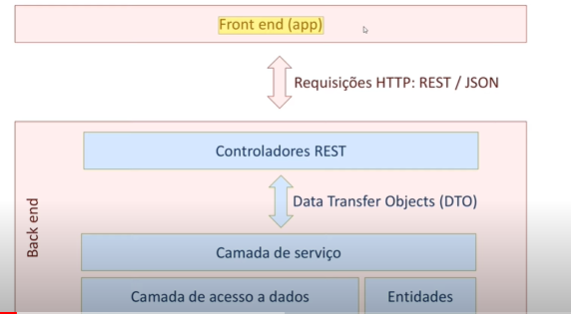 Front end (app)
Requisições HTTP: REST / JSON
Back end
Controladores REST
Data Transfer Objects (DTO)
Camada de serviço
Camada de acesso a dados
Entidades